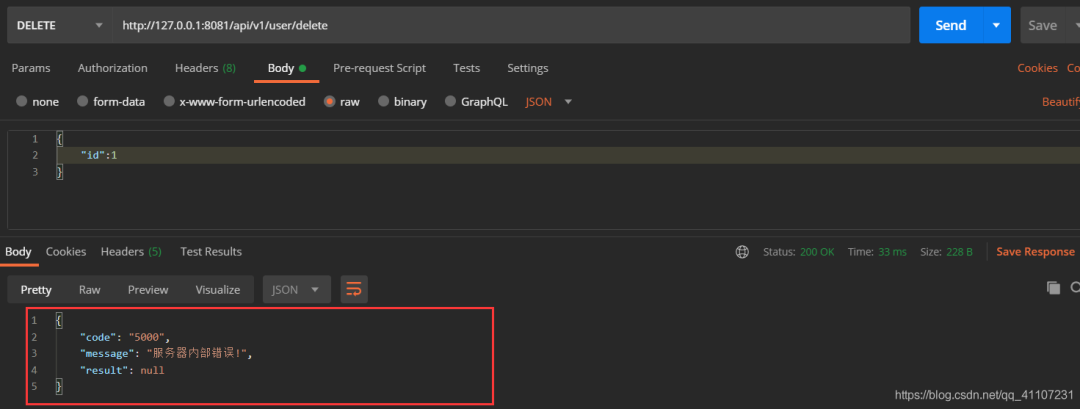 DELETE http://127.0.0.1:8081/api/v1/user/delete Send Save
Params Authorization Headers (8) Body Pre-request Script Tests Settings Cookies Co
none form-data x-www-form-urlencoded raw binary GraphQL JSON Beautify
1 {
2 "id":1
3 }
Body Cookies Headers (5) Test Results Status: 200 OK Time: 33 ms Size: 228 B Save Response
Pretty Raw Preview Visualize JSON
1 {
2 "code": "5000",
3 "message": "服务器内部错误!",
4 "result": null
5 }
https://blog.csdn.net/qq_41107231